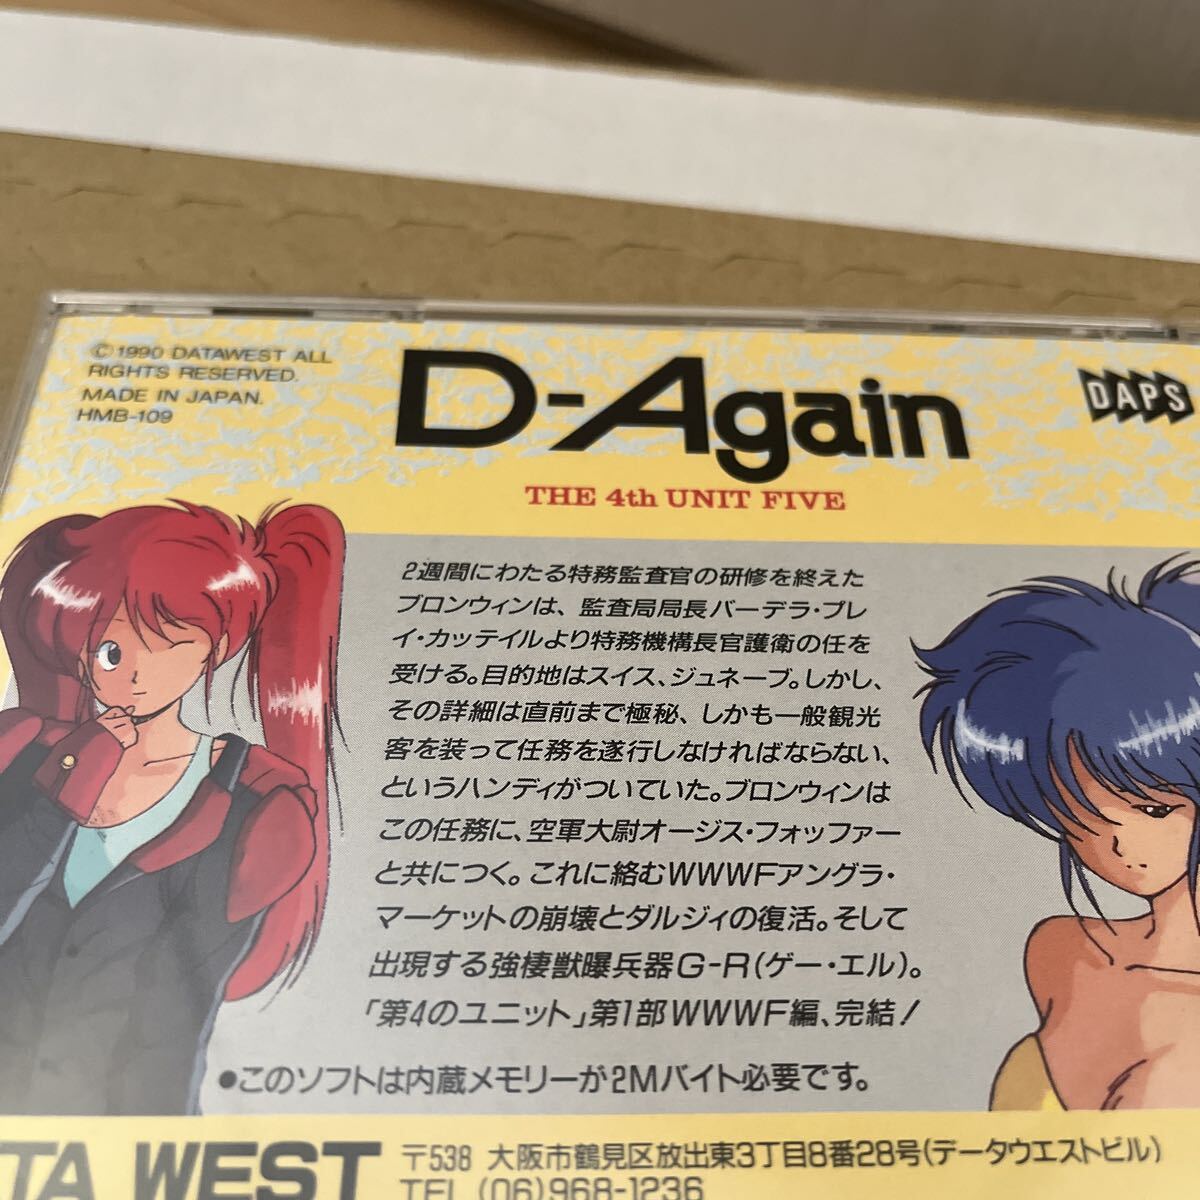 ©1990 DATAWEST ALL
RIGHTS RESERVED.
MADE IN JAPAN.
HMB-109
D-Again
DAPS
THE 4th UNIT FIVE
2週間にわたる特務監査官の研修を終えた
ブロンウィンは、監査局局長バーデラ・プレ
イ・カッテイルより特務機構長官護衛の任を
受ける。目的地はスイス、ジュネーブ。しかし、
その詳細は直前まで極秘、しかも一般観光
客を装って任務を遂行しなければならない、
というハンディがついていた。ブロンウィンは
この任務に、空軍大尉オージス・フォッファー
と共につく。これに絡むWWWFアングラ・
マーケットの崩壊とダルジィの復活。そして
出現する強棲獣曝兵器G-R(ゲー・エル)。
「第4のユニット」第1部WWWF編、完結!
●このソフトは内蔵メモリーが2Mバイト必要です。
TA WEST
〒538 大阪市鶴見区放出東3丁目8番28号(データウエストビル)
TEL (06)968-1236